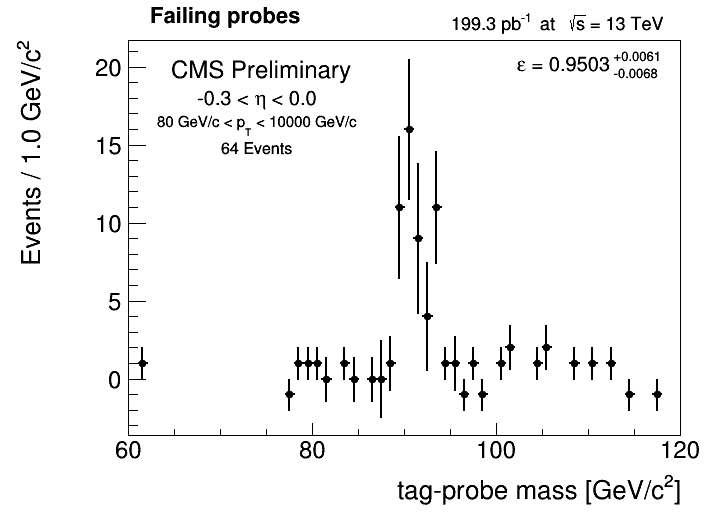 Failing probes
199.3 pb⁻¹ at √s = 13 TeV
CMS Preliminary
ε = 0.9503 +0.0061 -0.0068
-0.3 < η < 0.0
80 GeV/c < p_T < 10000 GeV/c
64 Events
Events / 1.0 GeV/c²
20
15
10
5
0
60 80 100 120
tag-probe mass [GeV/c²]